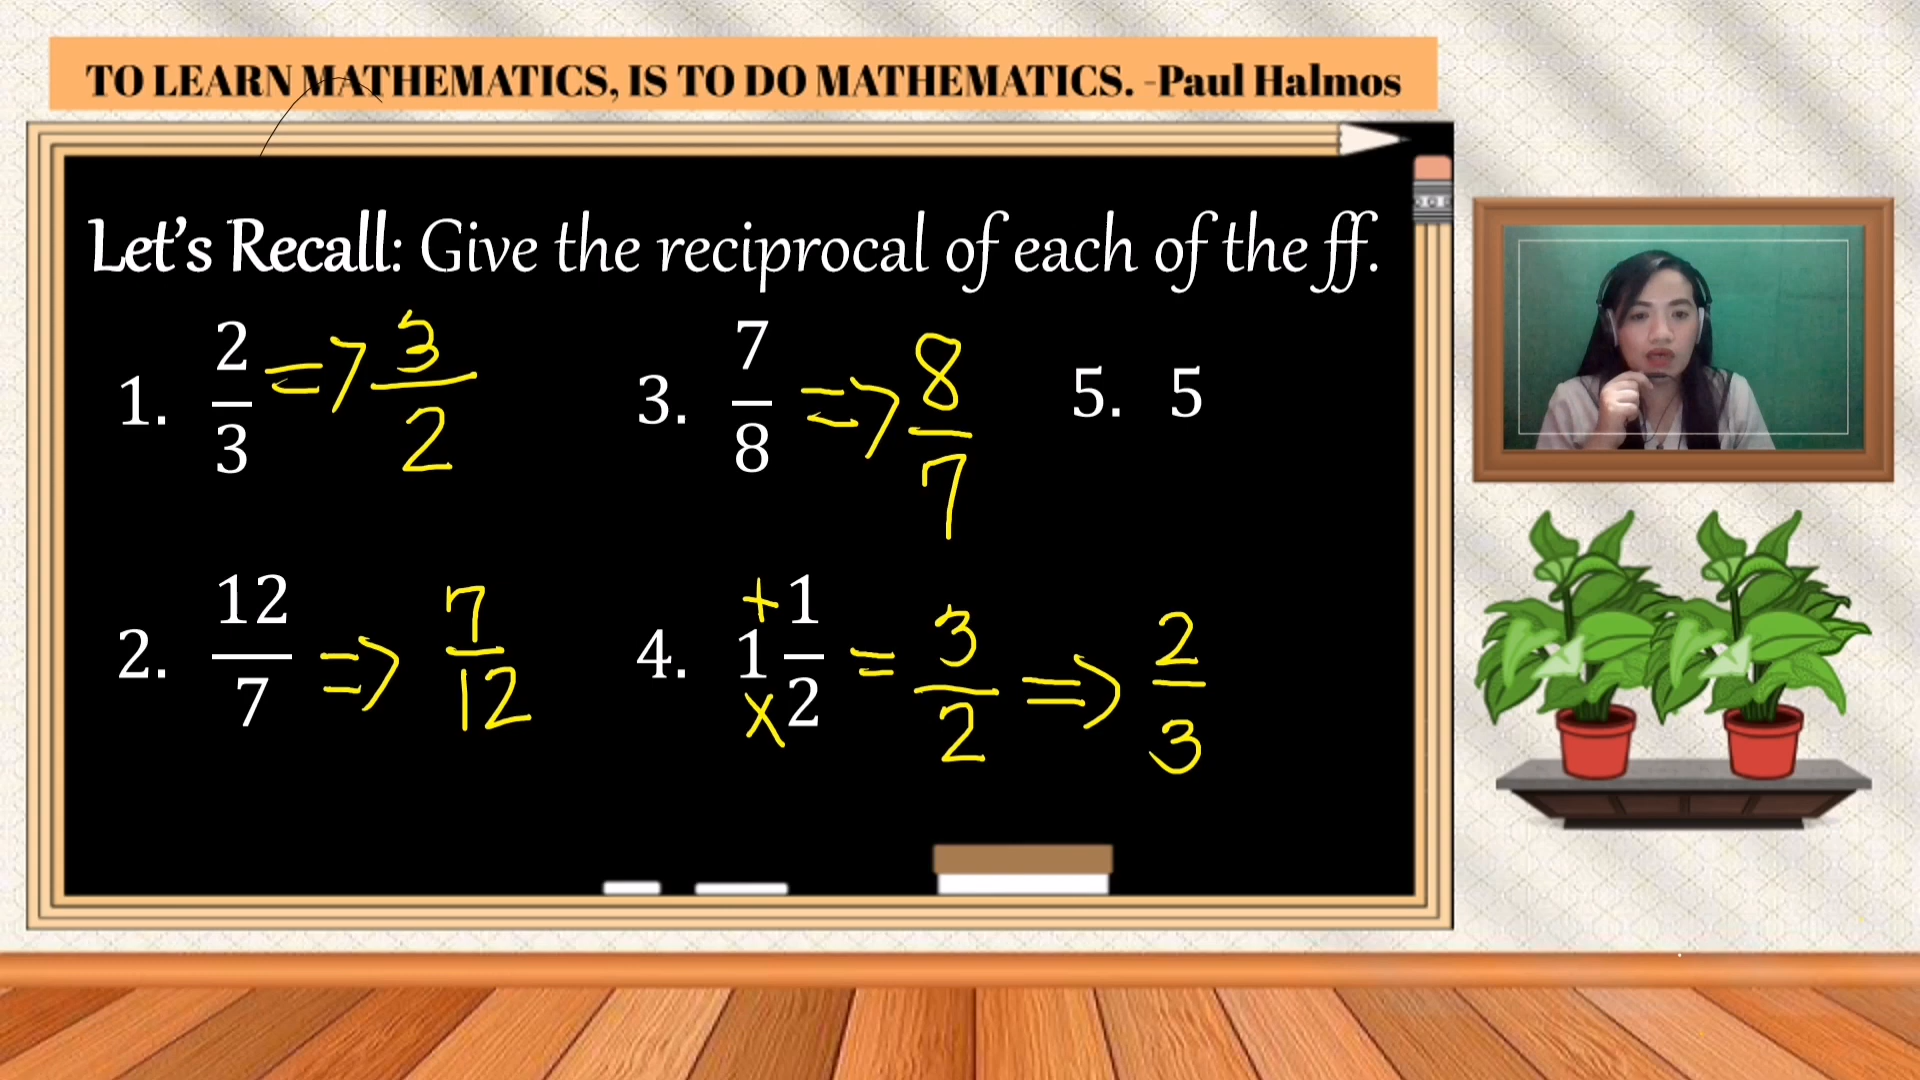 TO LEARN MATHEMATICS, IS TO DO MATHEMATICS. -Paul Halmos
Let's Recall: Give the reciprocal of each of the ff.
1. 2/3 => 3/2
3. 7/8 => 8/7
5. 5
2. 12/7 => 7/12
4. 1 + 1/2 x = 3/2 => 2/3